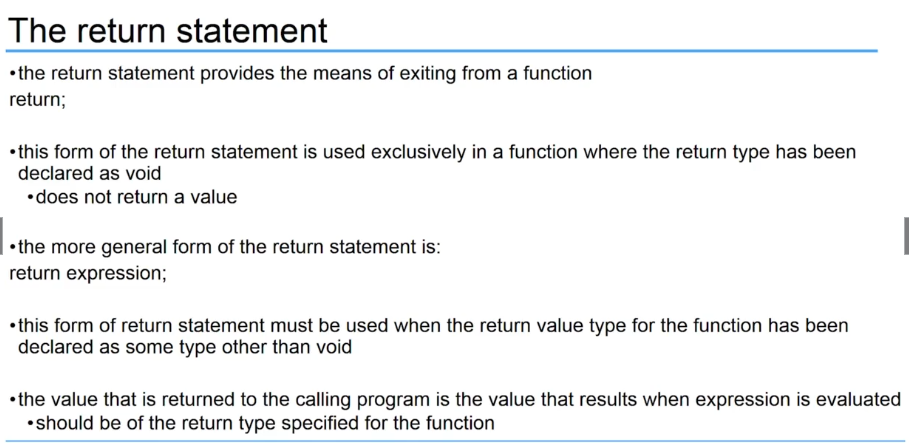 The return statement
•the return statement provides the means of exiting from a function
return;
•this form of the return statement is used exclusively in a function where the return type has been
declared as void
•does not return a value
•the more general form of the return statement is:
return expression;
•this form of return statement must be used when the return value type for the function has been
declared as some type other than void
•the value that is returned to the calling program is the value that results when expression is evaluated
•should be of the return type specified for the function